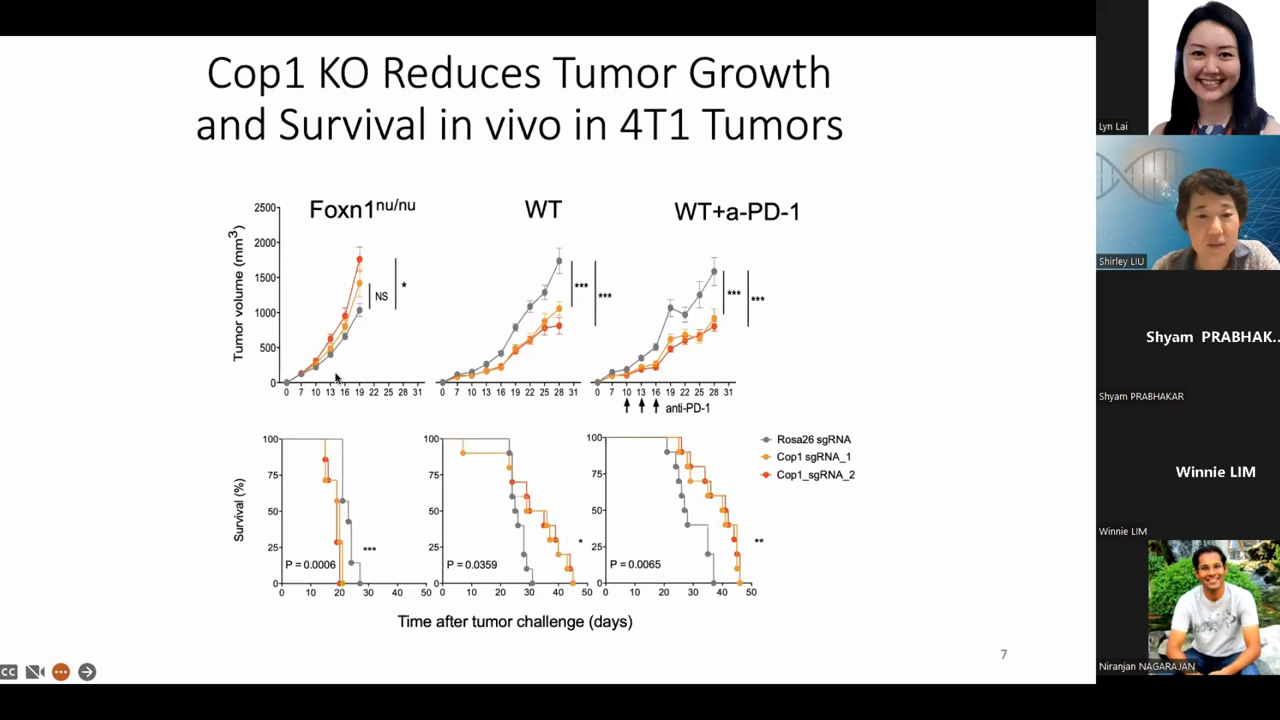 Cop1 KO Reduces Tumor Growth
and Survival in vivo in 4T1 Tumors
Foxn1nu/nu
WT
WT+a-PD-1
Tumor volume (mm3)
2500
2000
1500
1000
500
0
NS
*
***
***
***
***
0 7 10 13 16 19 22 25 28 31
0 5 7 10 13 16 19 22 25 28 31
0 5 7 10 13 16 19 22 25 28 31
anti-PD-1
Survival (%)
100
75
50
25
0
P = 0.0006
***
0 10 20 30 40 50
100
75
50
25
0
P = 0.0359
*
0 10 20 30 40 50
100
75
50
25
0
P = 0.0065
**
0 10 20 30 40 50
Rosa26 sgRNA
Cop1 sgRNA_1
Cop1_sgRNA_2
Time after tumor challenge (days)
7
CC
Lyn Lai
Shirley LIU
Shyam PRABHAK...
Shyam PRABHAKAR
Winnie LIM
Winnie LIM
Niranjan NAGARAJAN